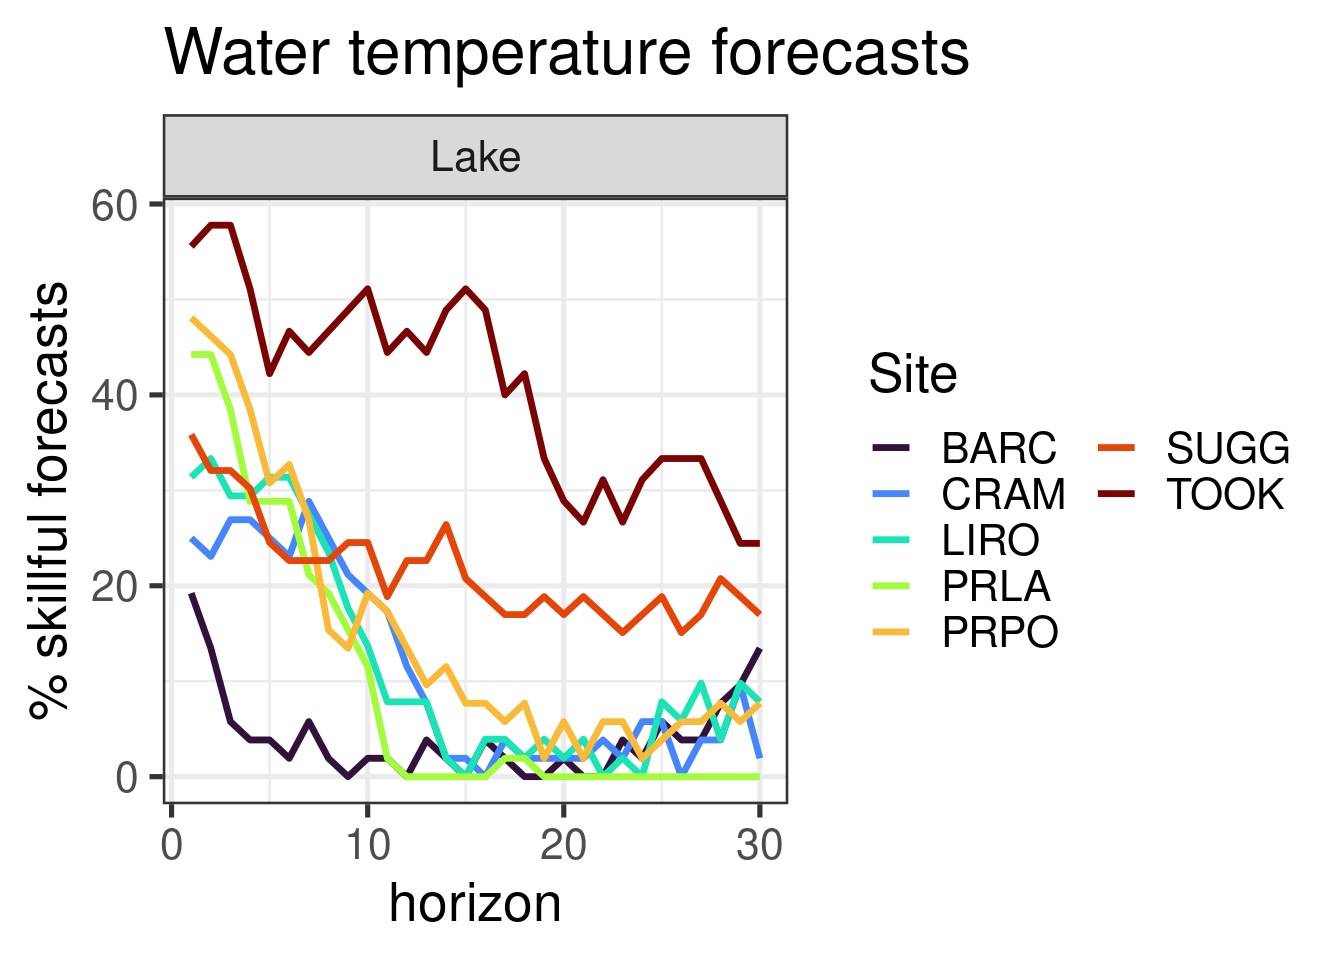 Water temperature forecasts
Lake
60
40
20
0
% skillful forecasts
0 10 20 30
horizon
Site
BARC SUGG
CRAM TOOK
LIRO
PRLA
PRPO